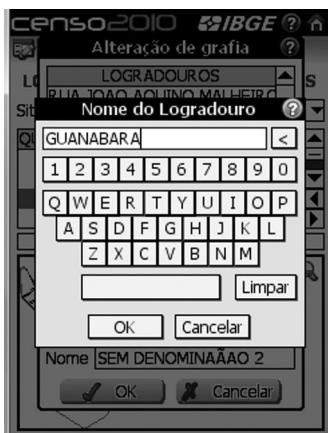 censo2010 IBGE ?
Alteração de grafia ?
LOGRADOUROS
RUA JOAO AQUINO MALHEIRO
Nome do Logradouro ?
GUANABARA <
1 2 3 4 5 6 7 8 9 0
Q W E R T Y U I O P
A S D F G H J K L
Z X C V B N M
Limpar
OK Cancelar
Nome SEM DENOMINAÃÃO 2
OK Cancelar